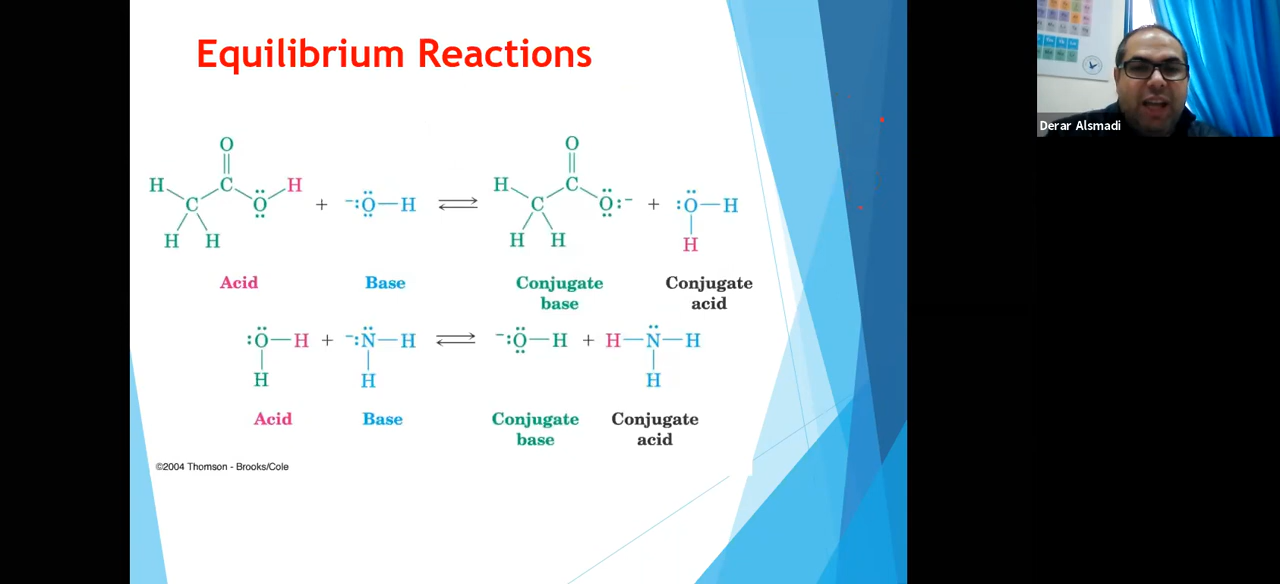 Equilibrium Reactions
Derar Alsmadi
O O
H C H H C
C O + ⁻:O—H ⇌ C O:⁻ + :O—H
H H H H H
Acid Base Conjugate base Conjugate acid
:O—H + ⁻:N—H ⇌ ⁻:O—H + H—N—H
H H H
Acid Base Conjugate base Conjugate acid
©2004 Thomson - Brooks/Cole